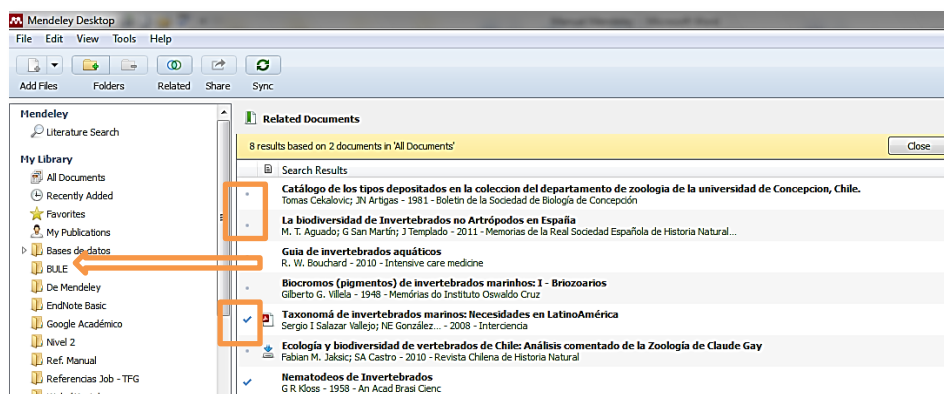 Mendeley Desktop
File Edit View Tools Help
Add Files Folders Related Share Sync
Mendeley
Literature Search
My Library
All Documents
Recently Added
Favorites
My Publications
Bases de datos
BULE
De Mendeley
EndNote Basic
Google Académico
Nivel 2
Ref. Manual
Referencias Job - TFG
Related Documents
8 results based on 2 documents in 'All Documents'
Close
Search Results
Catálogo de los tipos depositados en la coleccion del departamento de zoologia de la universidad de Concepcion, Chile.
Tomas Cekalovic; JN Artigas - 1981 - Boletin de la Sociedad de Biología de Concepción
La biodiversidad de Invertebrados no Artrópodos en España
M. T. Aguado; G San Martín; J Templado - 2011 - Memorias de la Real Sociedad Española de Historia Natural...
Guia de invertebrados aquáticos
R. W. Bouchard - 2010 - Intensive care medicine
Biocromos (pigmentos) de invertebrados marinhos: I - Briozoarios
Gilberto G. Villela - 1948 - Memórias do Instituto Oswaldo Cruz
Taxonomá de invertebrados marinos: Necesidades en LatinoAmérica
Sergio I Salazar Vallejo; NE González... - 2008 - Interciencia
Ecología y biodiversidad de vertebrados de Chile: Análisis comentado de la Zoología de Claude Gay
Fabian M. Jaksic; SA Castro - 2010 - Revista Chilena de Historia Natural
Nematodeos de Invertebrados
G R Kloss - 1958 - An Acad Brasi Cienc